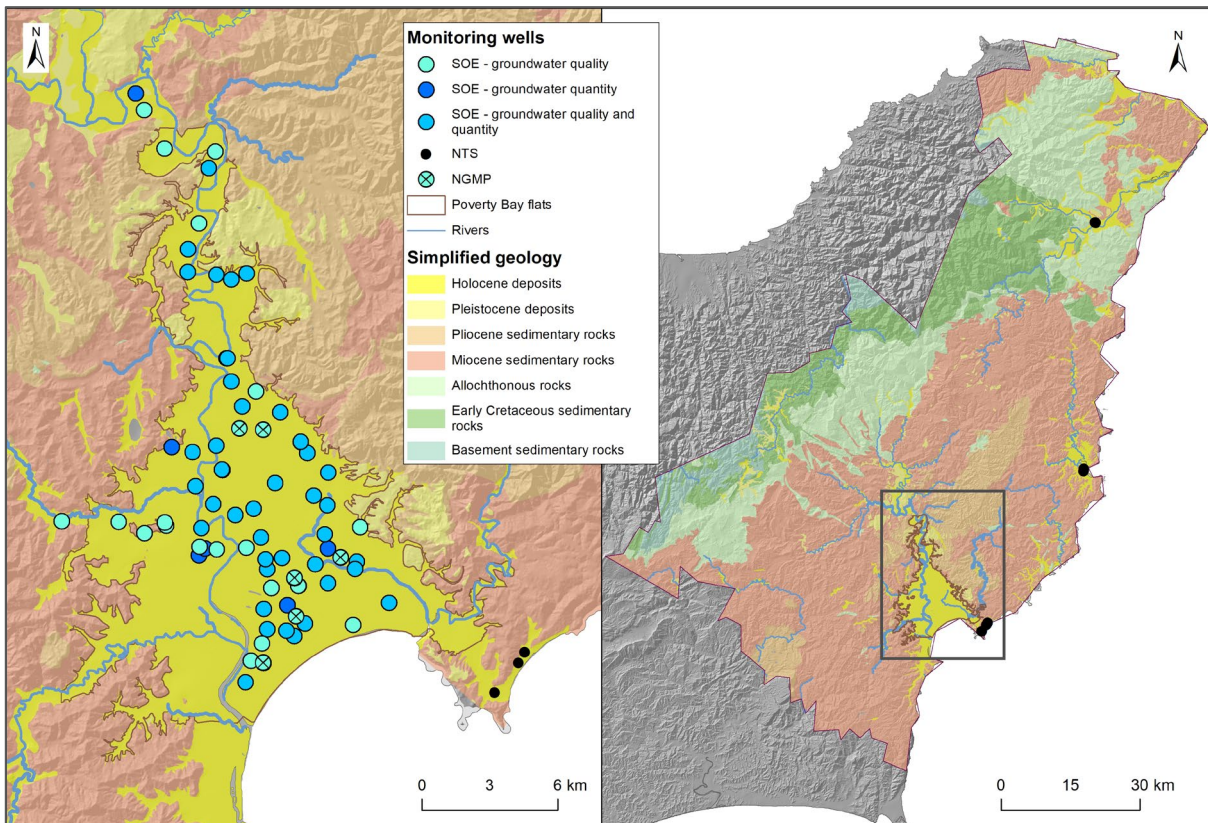 N
Monitoring wells
SOE - groundwater quality
SOE - groundwater quantity
SOE - groundwater quality and
quantity
NTS
NGMP
Poverty Bay flats
Rivers
Simplified geology
Holocene deposits
Pleistocene deposits
Pliocene sedimentary rocks
Miocene sedimentary rocks
Allochthonous rocks
Early Cretaceous sedimentary
rocks
Basement sedimentary rocks
0 3 6 km
N
0 15 30 km